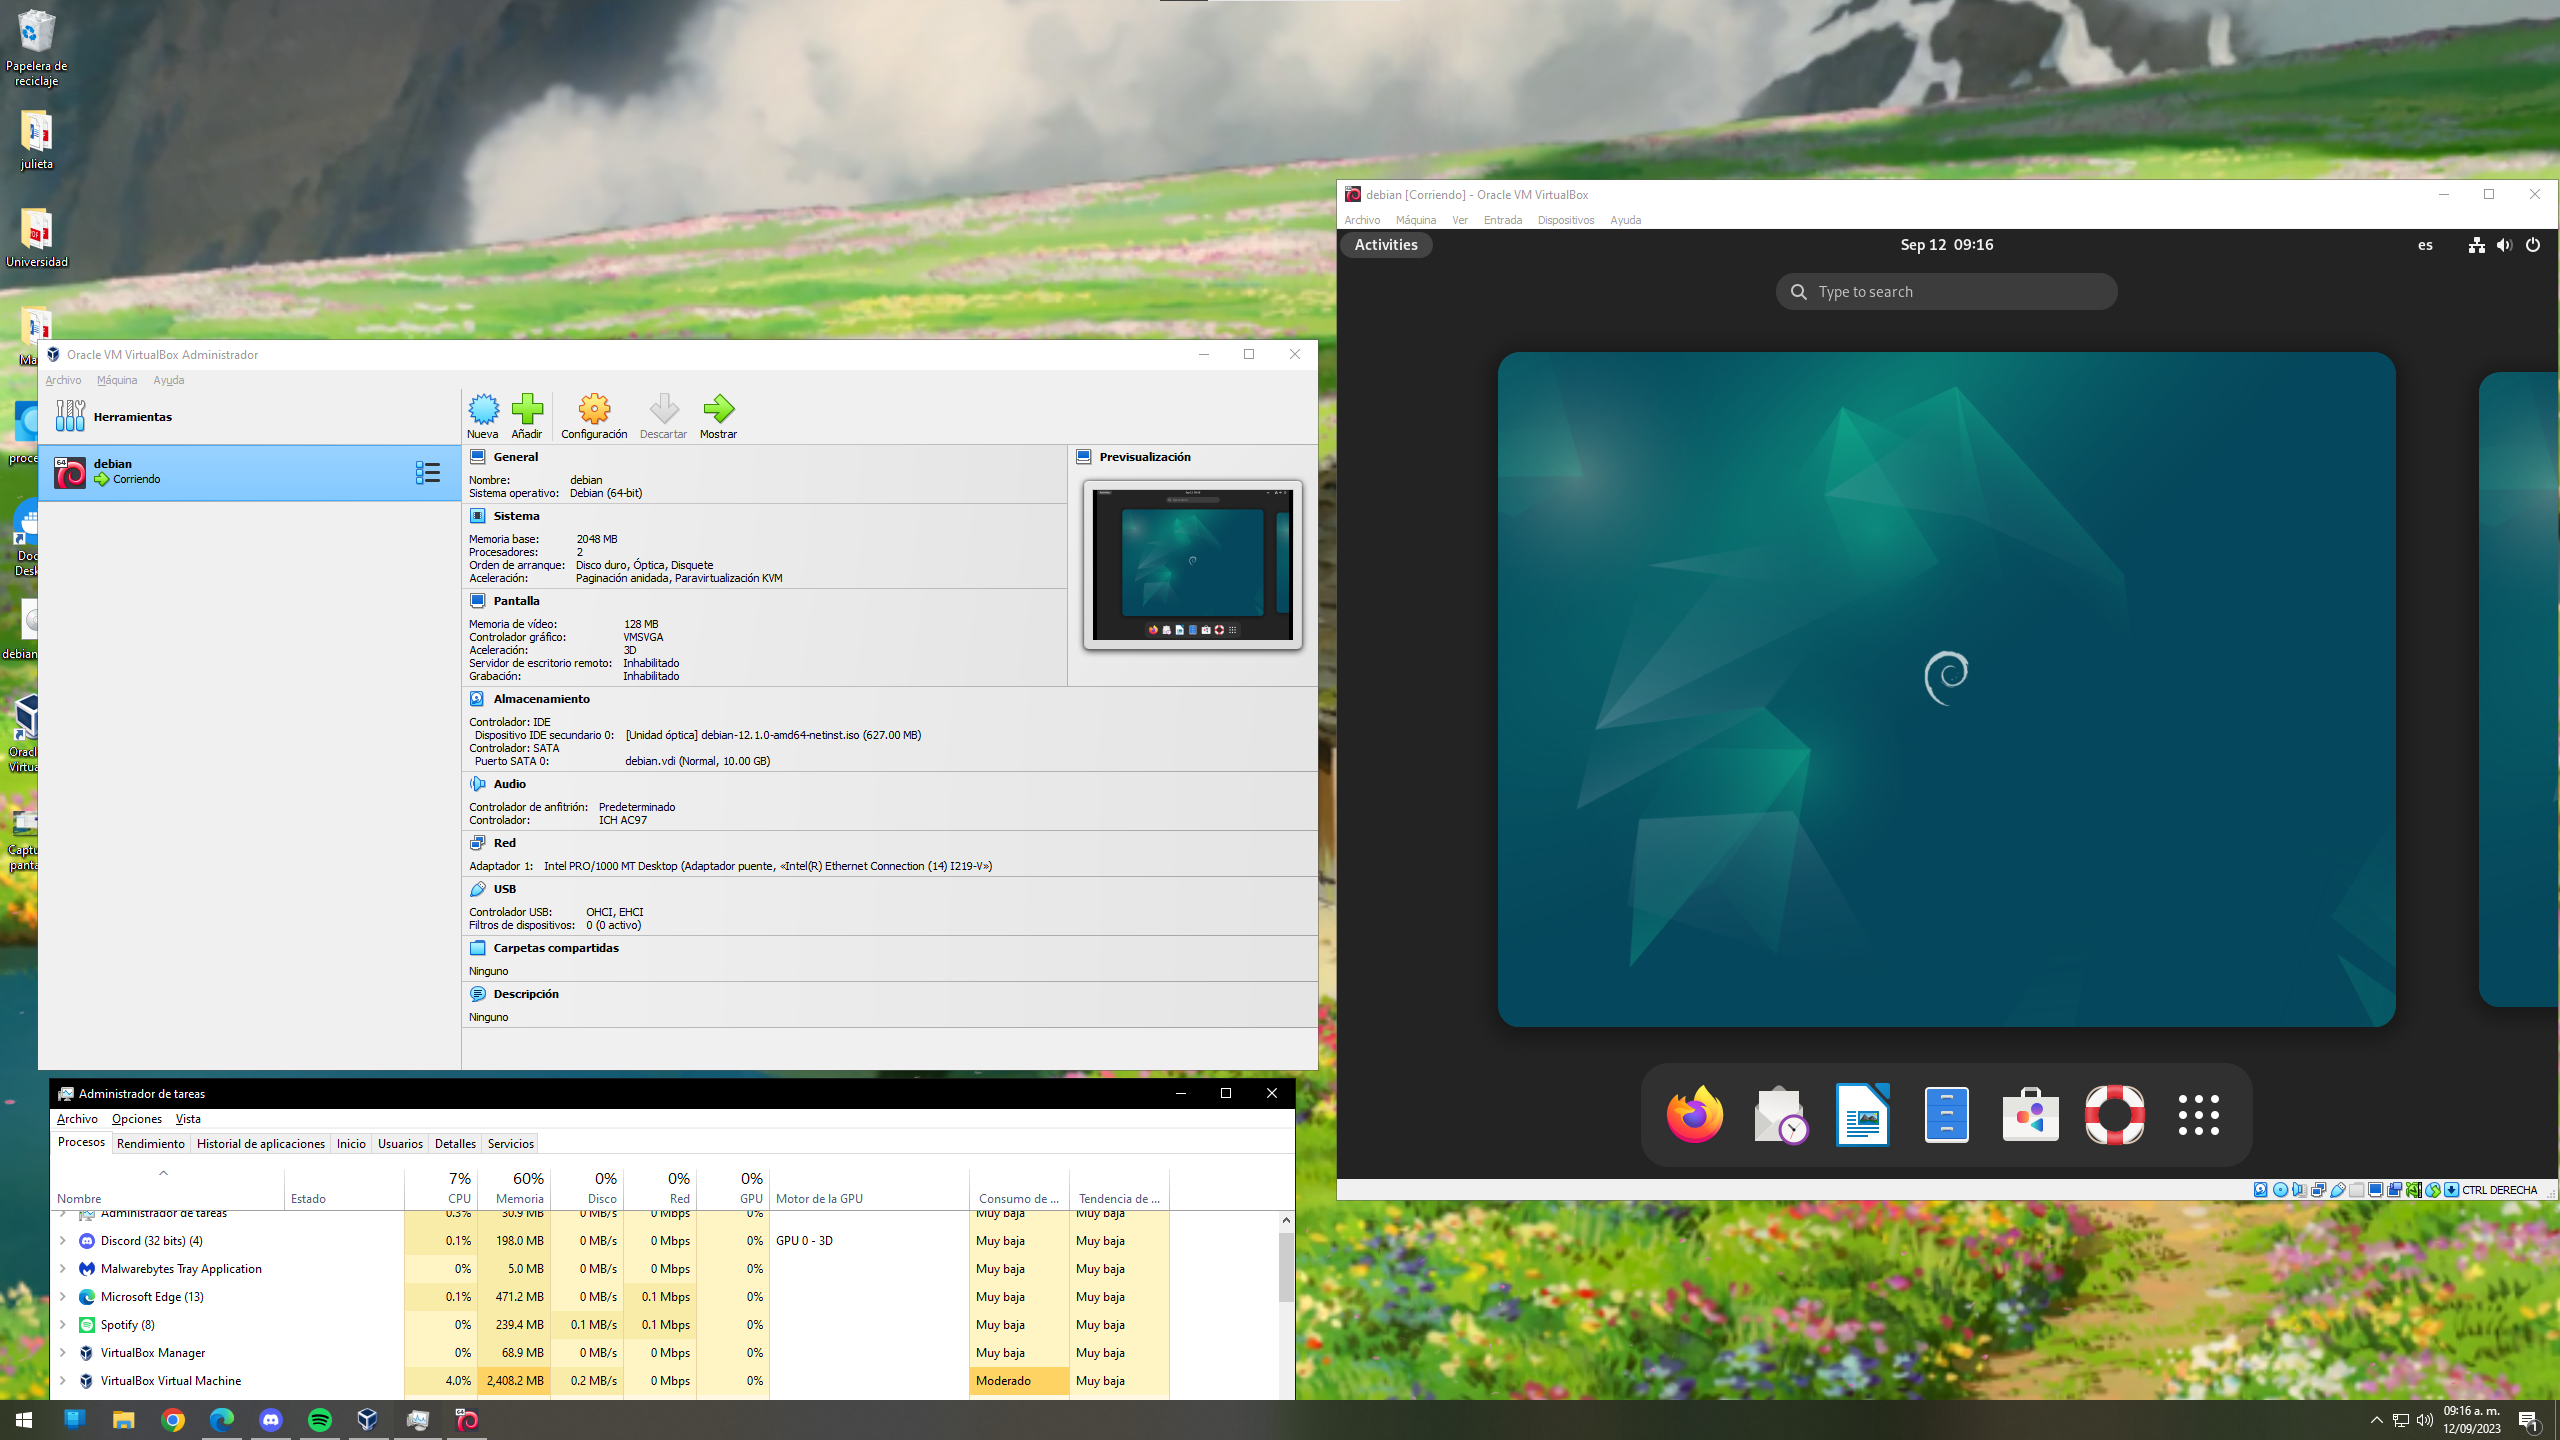 Papelera de
reciclaje
julieta
Universidad
Oracle VM VirtualBox Administrador
Archivo Máquina Ayuda
Herramientas
Nueva Añadir Configuración Descartar Mostrar
64
debian
Corriendo
General
Nombre: debian
Sistema operativo: Debian (64-bit)
Sistema
Memoria base: 2048 MB
Procesadores: 2
Orden de arranque: Disco duro, Óptica, Disquete
Aceleración: Paginación anidada, Paravirtualización KVM
Pantalla
Memoria de vídeo: 128 MB
Controlador gráfico: VMSVGA
Aceleración: 3D
Servidor de escritorio remoto: Inhabilitado
Grabación: Inhabilitado
Previsualización
Almacenamiento
Controlador: IDE
Dispositivo IDE secundario 0: [Unidad óptica] debian-12.1.0-amd64-netinst.iso (627.00 MB)
Controlador: SATA
Puerto SATA 0: debian.vdi (Normal, 10.00 GB)
Audio
Controlador de anfitrión: Predeterminado
Controlador: ICH AC97
Red
Adaptador 1: Intel PRO/1000 MT Desktop (Adaptador puente, «Intel(R) Ethernet Connection (14) I219-V»)
USB
Controlador USB: OHCI, EHCI
Filtros de dispositivos: 0 (0 activo)
Carpetas compartidas
Ninguno
Descripción
Ninguno
debian [Corriendo] - Oracle VM VirtualBox
Archivo Máquina Ver Entrada Dispositivos Ayuda
Activities Sep 12 09:16 es
Type to search
CTRL DERECHA
Administrador de tareas
Archivo Opciones Vista
Procesos Rendimiento Historial de aplicaciones Inicio Usuarios Detalles Servicios
7% 60% 0% 0% 0%
Nombre Estado CPU Memoria Disco Red GPU Motor de la GPU Consumo de ... Tendencia de ...
Administrador de tareas 0.3% 30.9 MB 0 MB/s 0 Mbps 0% Muy baja Muy baja
Discord (32 bits) (4) 0.1% 198.0 MB 0 MB/s 0 Mbps 0% GPU 0 - 3D Muy baja Muy baja
Malwarebytes Tray Application 0% 5.0 MB 0 MB/s 0 Mbps 0% Muy baja Muy baja
Microsoft Edge (13) 0.1% 471.2 MB 0 MB/s 0.1 Mbps 0% Muy baja Muy baja
Spotify (8) 0% 239.4 MB 0.1 MB/s 0.1 Mbps 0% Muy baja Muy baja
VirtualBox Manager 0% 68.9 MB 0 MB/s 0 Mbps 0% Muy baja Muy baja
VirtualBox Virtual Machine 4.0% 2,408.2 MB 0.2 MB/s 0 Mbps 0% Moderado Muy baja
09:16 a. m.
12/09/2023
1